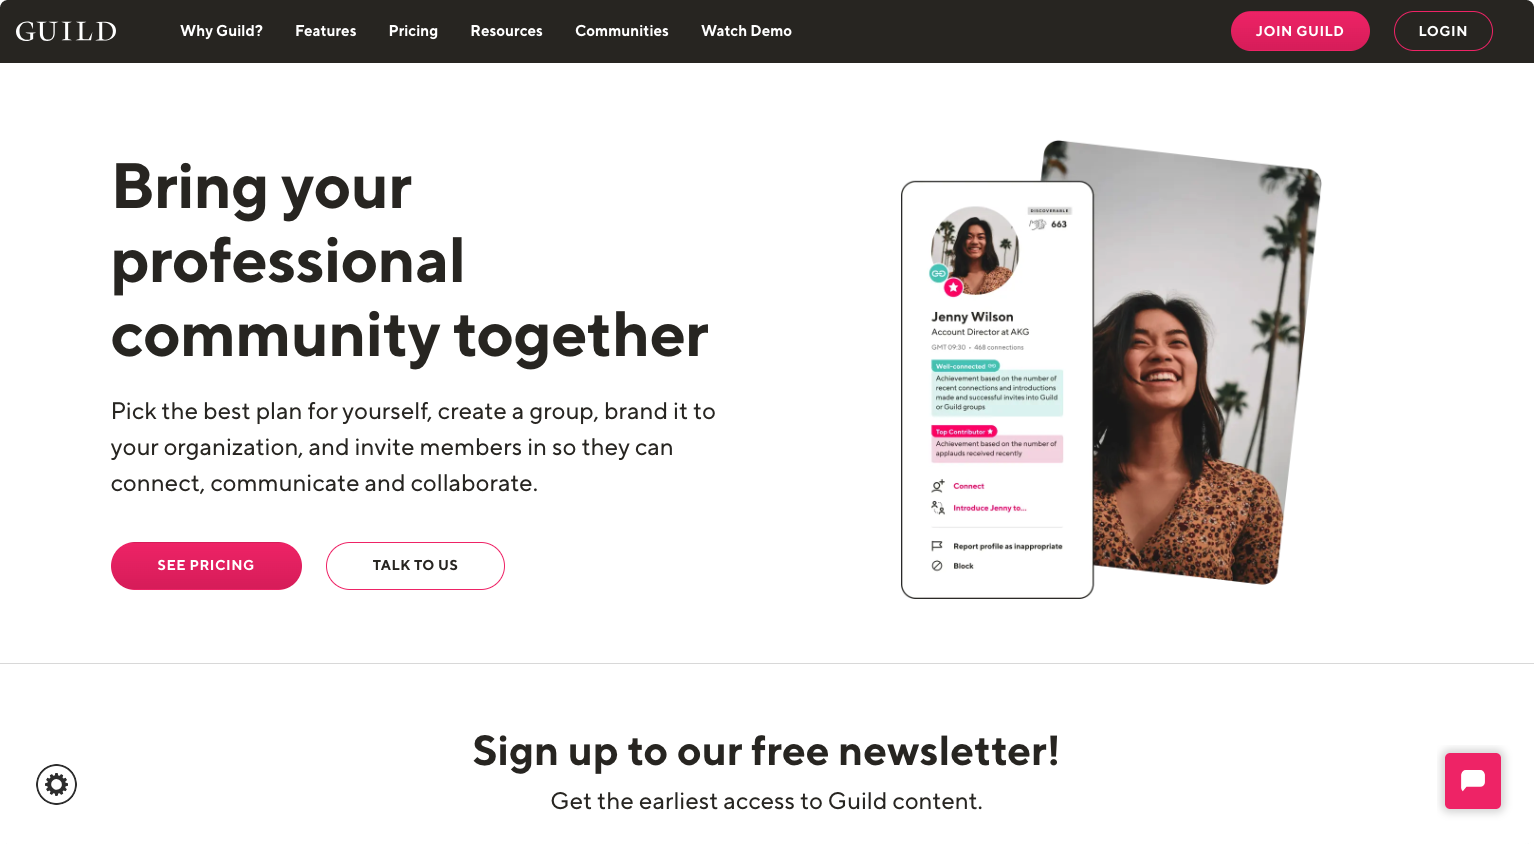 GUILD
Why Guild?
Features
Pricing
Resources
Communities
Watch Demo
JOIN GUILD
LOGIN
Bring your
professional
community together
Pick the best plan for yourself, create a group, brand it to
your organization, and invite members in so they can
connect, communicate and collaborate.
SEE PRICING
TALK TO US
DISCOVERABLE
663
Jenny Wilson
Account Director at AKG
GMT 09:30 • 468 connections
Well-connected
Achievement based on the number of
recent connections and introductions
made and successful invites into Guild
or Guild groups
Top Contributor
Achievement based on the number of
applauds received recently
Connect
Introduce Jenny to...
Report profile as inappropriate
Block
Sign up to our free newsletter!
Get the earliest access to Guild content.